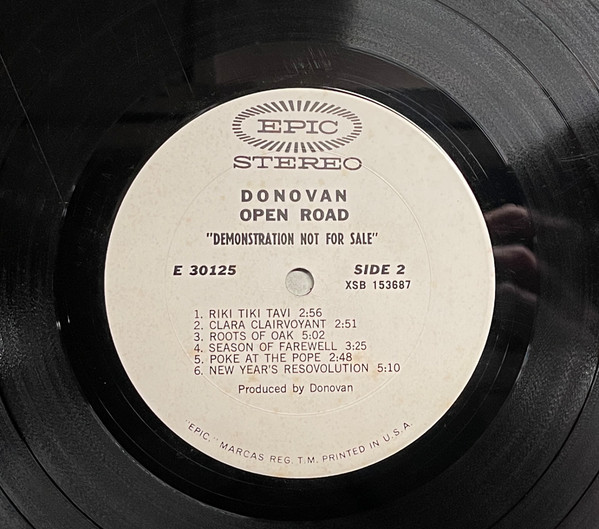 EPIC
STEREO
DONOVAN
OPEN ROAD
"DEMONSTRATION NOT FOR SALE"
E 30125
SIDE 2
XSB 153687
1. RIKI TIKI TAVI 2:56
2. CLARA CLAIRVOYANT 2:51
3. ROOTS OF OAK 5:02
4. SEASON OF FAREWELL 3:25
5. POKE AT THE POPE 2:48
6. NEW YEAR'S RESOVOLUTION 5:10
Produced by Donovan
"EPIC," MARCAS REG. T.M. PRINTED IN U.S.A.